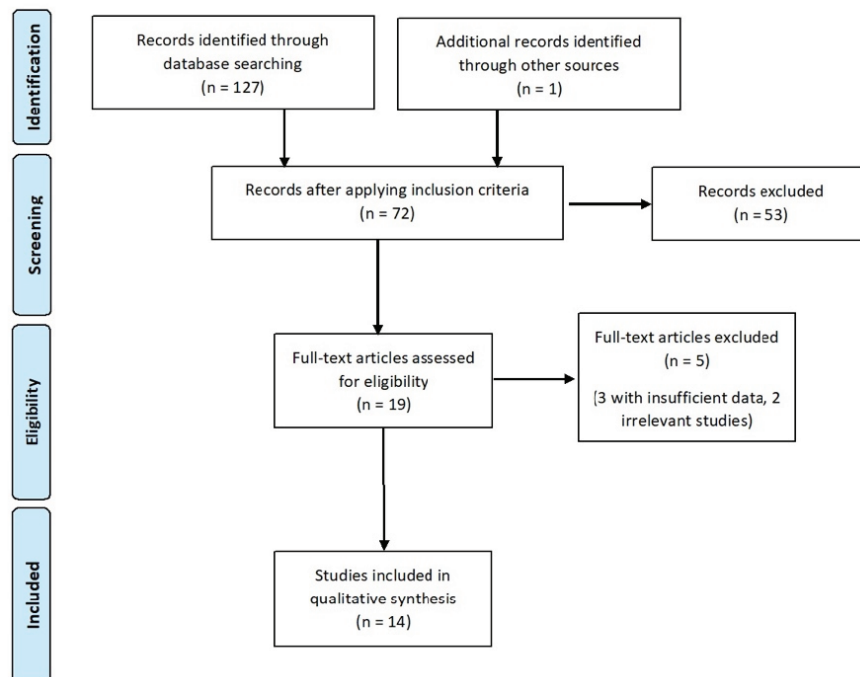 Identification
Records identified through
database searching
(n = 127)
Additional records identified
through other sources
(n = 1)
Screening
Records after applying inclusion criteria
(n = 72)
Records excluded
(n = 53)
Eligibility
Full-text articles assessed
for eligibility
(n = 19)
Full-text articles excluded
(n = 5)
(3 with insufficient data, 2
irrelevant studies)
Included
Studies included in
qualitative synthesis
(n = 14)